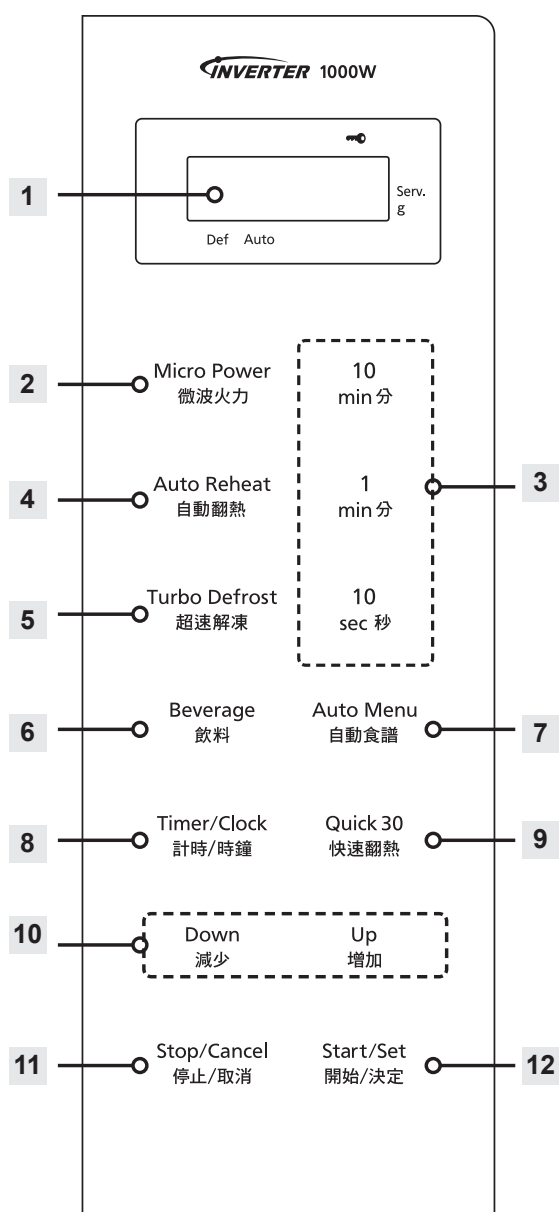 INVERTER 1000W
1
Serv.
g
Def Auto
2
Micro Power
微波火力
10
min 分
3
4
Auto Reheat
自動翻熱
1
min 分
5
Turbo Defrost
超速解凍
10
sec 秒
6
Beverage
飲料
Auto Menu
自動食譜
7
8
Timer/Clock
計時/時鐘
Quick 30
快速翻熱
9
10
Down
減少
Up
增加
11
Stop/Cancel
停止/取消
Start/Set
開始/決定
12